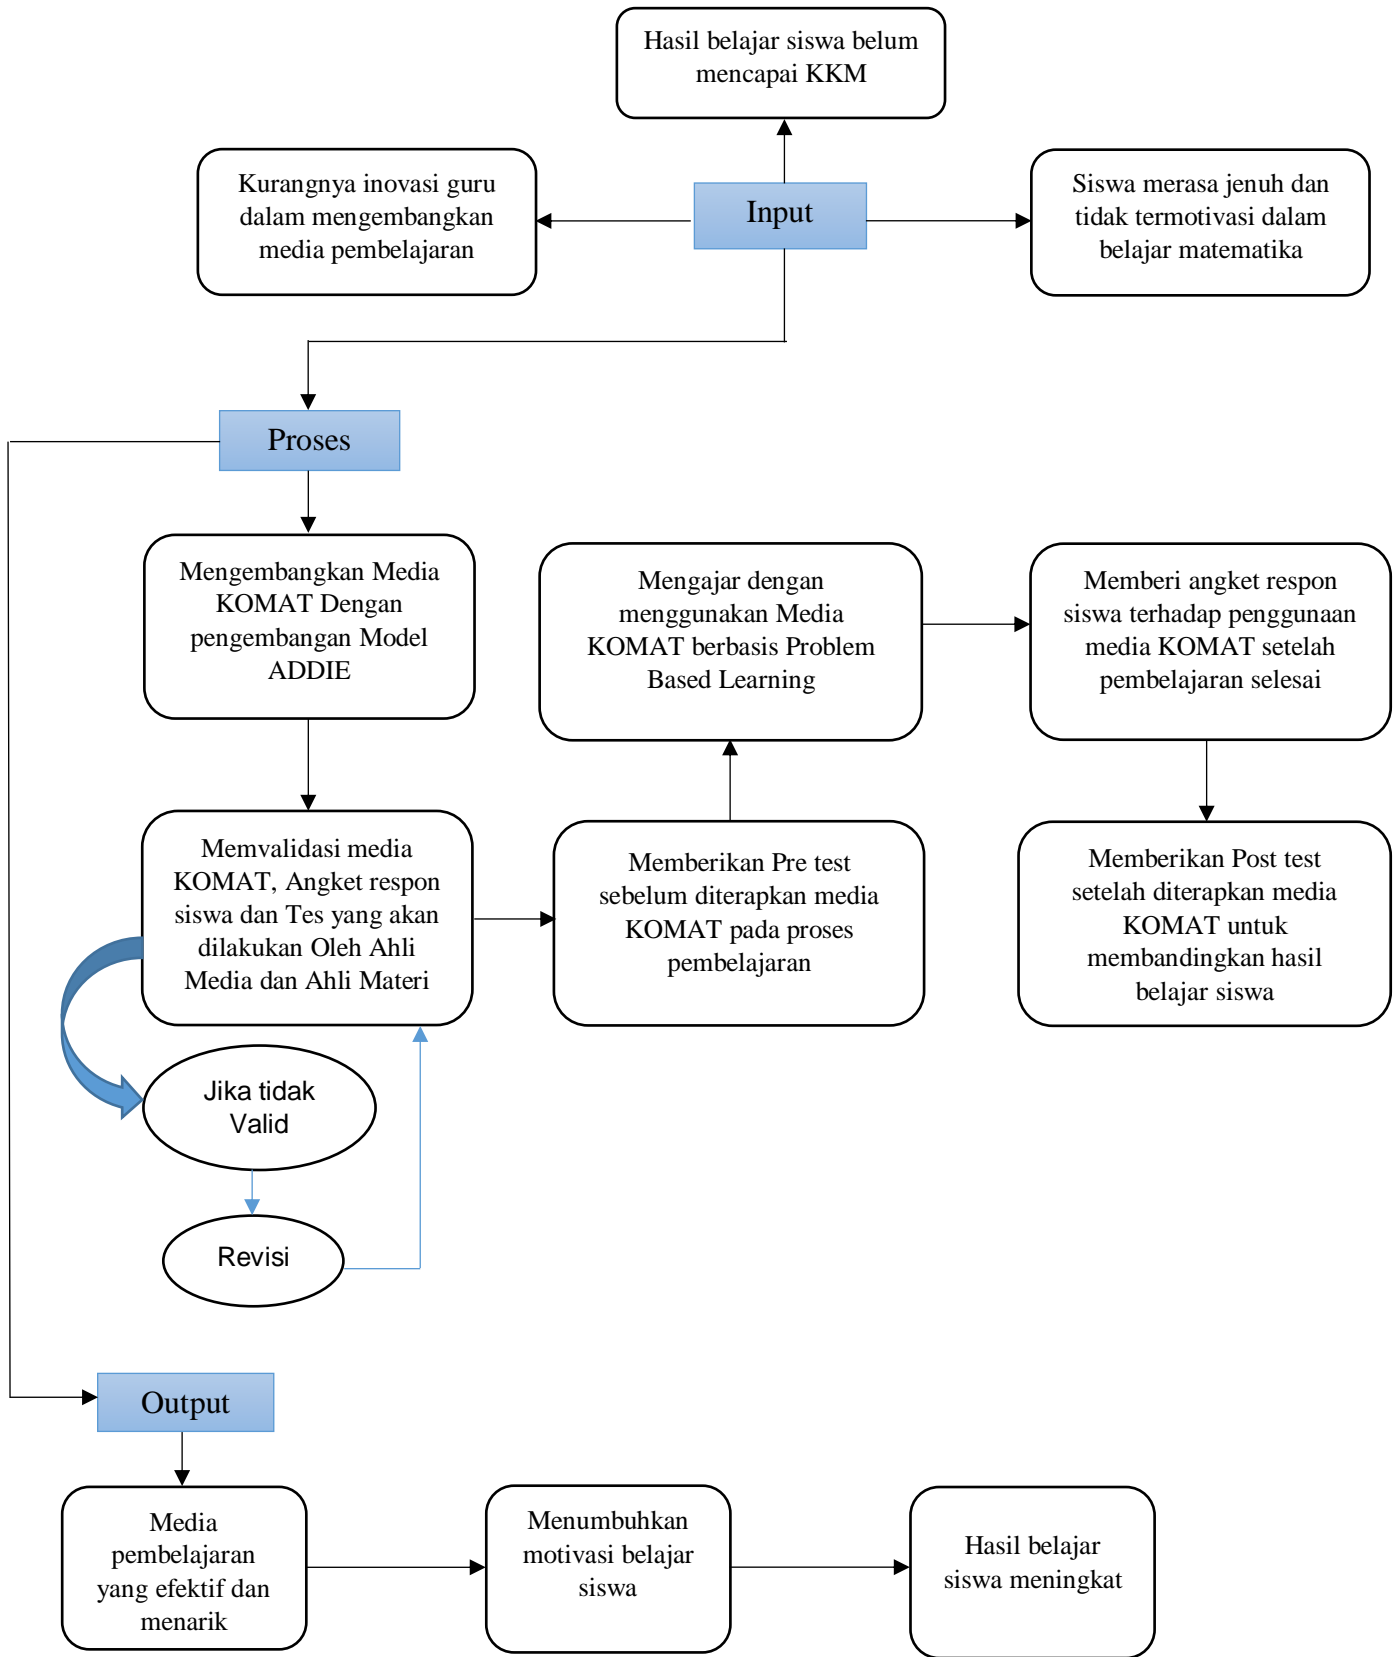 Hasil belajar siswa belum
mencapai KKM
Kurangnya inovasi guru
dalam mengembangkan
media pembelajaran
Input
Siswa merasa jenuh dan
tidak termotivasi dalam
belajar matematika
Proses
Mengembangkan Media
KOMAT Dengan
pengembangan Model
ADDIE
Mengajar dengan
menggunakan Media
KOMAT berbasis Problem
Based Learning
Memberi angket respon
siswa terhadap penggunaan
media KOMAT setelah
pembelajaran selesai
Memvalidasi media
KOMAT, Angket respon
siswa dan Tes yang akan
dilakukan Oleh Ahli
Media dan Ahli Materi
Memberikan Pre test
sebelum diterapkan media
KOMAT pada proses
pembelajaran
Memberikan Post test
setelah diterapkan media
KOMAT untuk
membandingkan hasil
belajar siswa
Jika tidak
Valid
Revisi
Output
Media
pembelajaran
yang efektif dan
menarik
Menumbuhkan
motivasi belajar
siswa
Hasil belajar
siswa meningkat